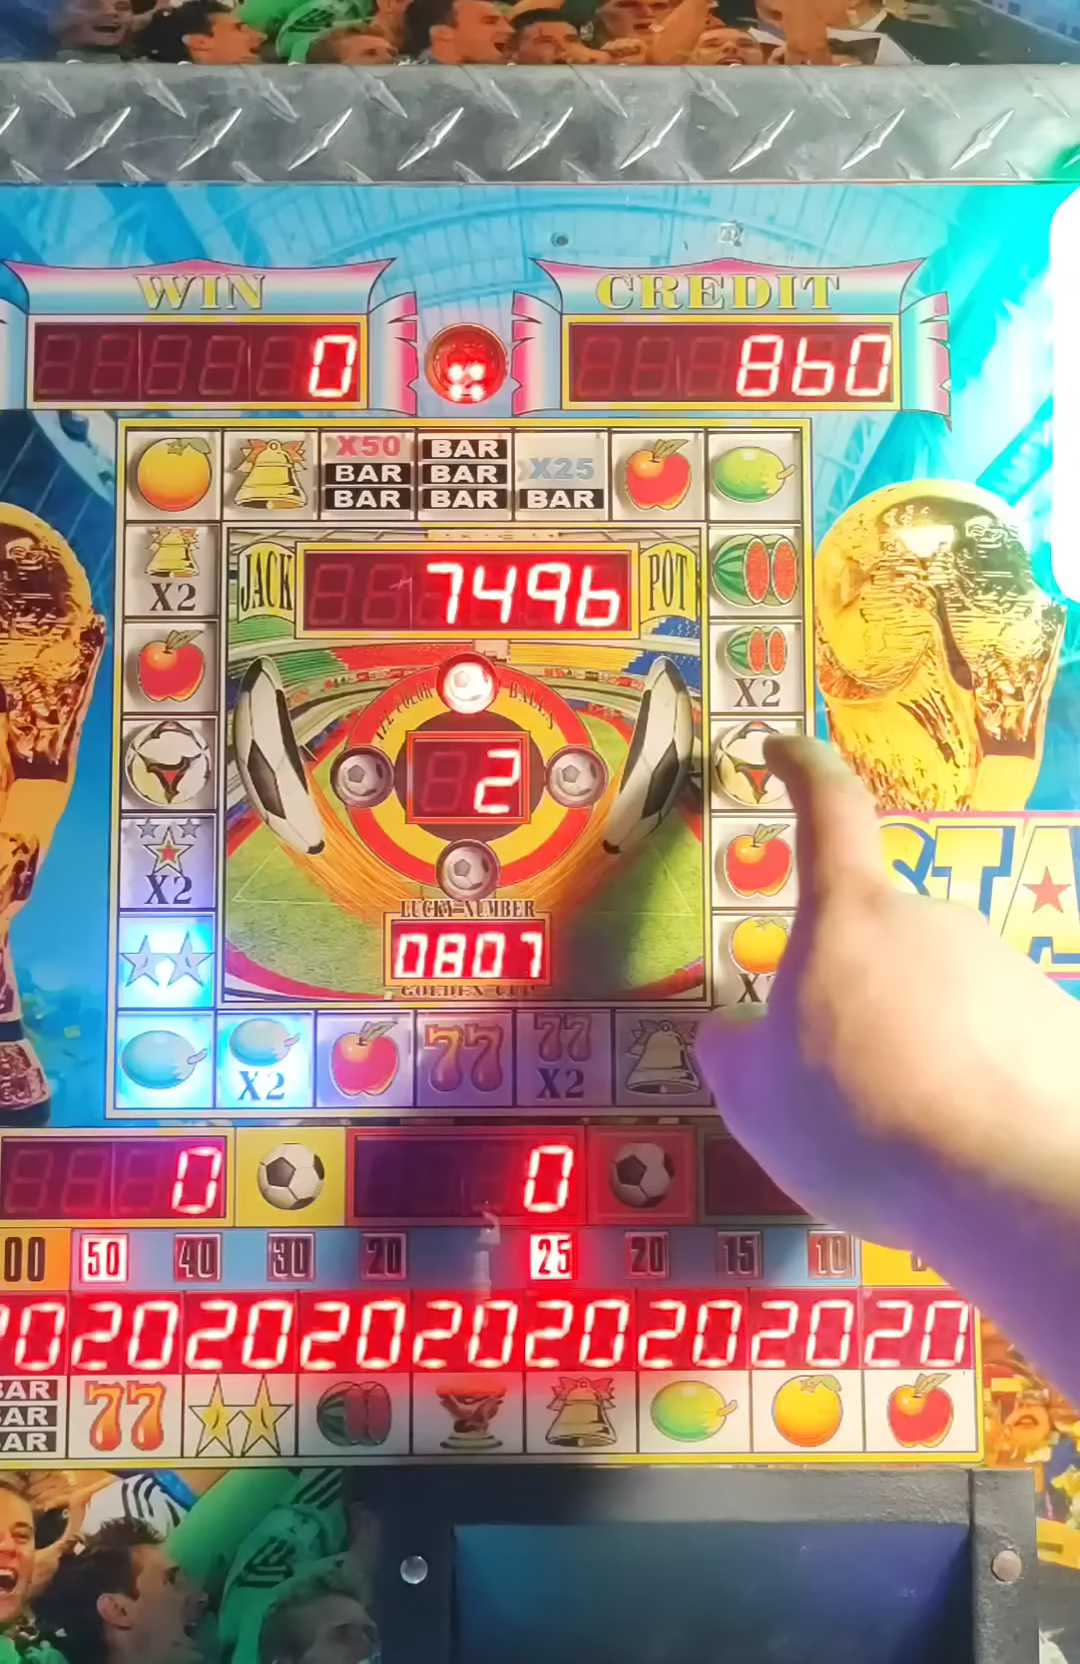 WIN
CREDIT
0
860
X50
BAR
BAR
BAR
BAR
BAR
X25
BAR
X2
JACK
7496
POT
X2
2
X2
LUCKY NUMBER
0807
GOLDEN CUP
STA
77
77
X2
X2
0
0
00
50
40
30
20
25
20
15
10
20
20
20
20
20
20
20
20
BAR
BAR
BAR
77